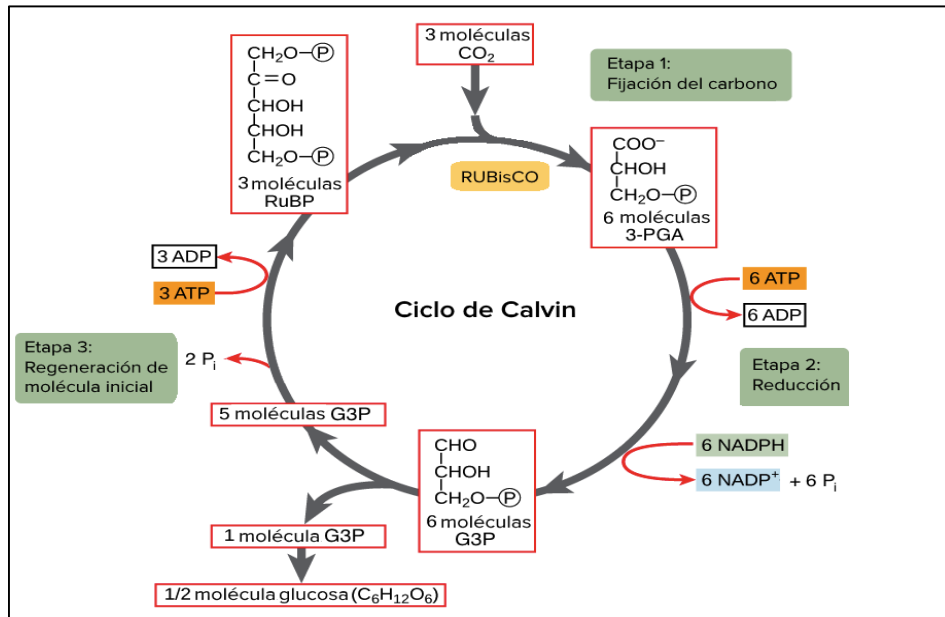 3 moléculas
CO₂
Etapa 1:
Fijación del carbono
CH₂O–Ⓟ
C=O
CHOH
CHOH
CH₂O–Ⓟ
3 moléculas
RuBP
RUBisCO
COO⁻
CHOH
CH₂O–Ⓟ
6 moléculas
3-PGA
3 ADP
3 ATP
Ciclo de Calvin
6 ATP
6 ADP
Etapa 3:
Regeneración de
molécula inicial
2 Pᵢ
Etapa 2:
Reducción
5 moléculas G3P
6 NADPH
6 NADP⁺ + 6 Pᵢ
CHO
CHOH
CH₂O–Ⓟ
6 moléculas
G3P
1 molécula G3P
1/2 molécula glucosa (C₆H₁₂O₆)